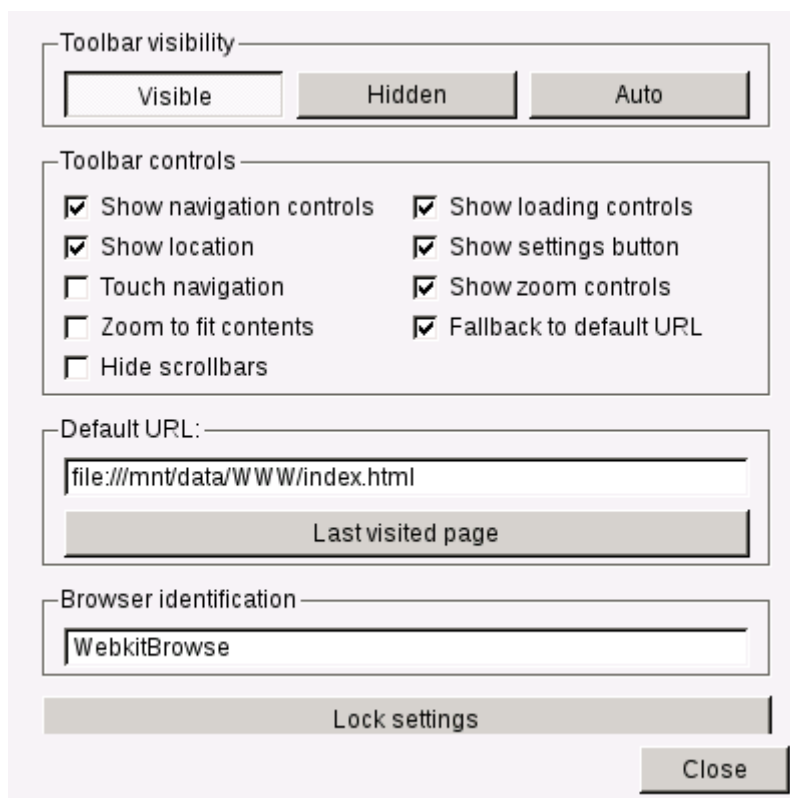 Toolbar visibility
Visible Hidden Auto
Toolbar controls
Show navigation controls Show loading controls
Show location Show settings button
Touch navigation Show zoom controls
Zoom to fit contents Fallback to default URL
Hide scrollbars
Default URL:
file:///mnt/data/WWW/index.html
Last visited page
Browser identification
WebkitBrowse
Lock settings
Close